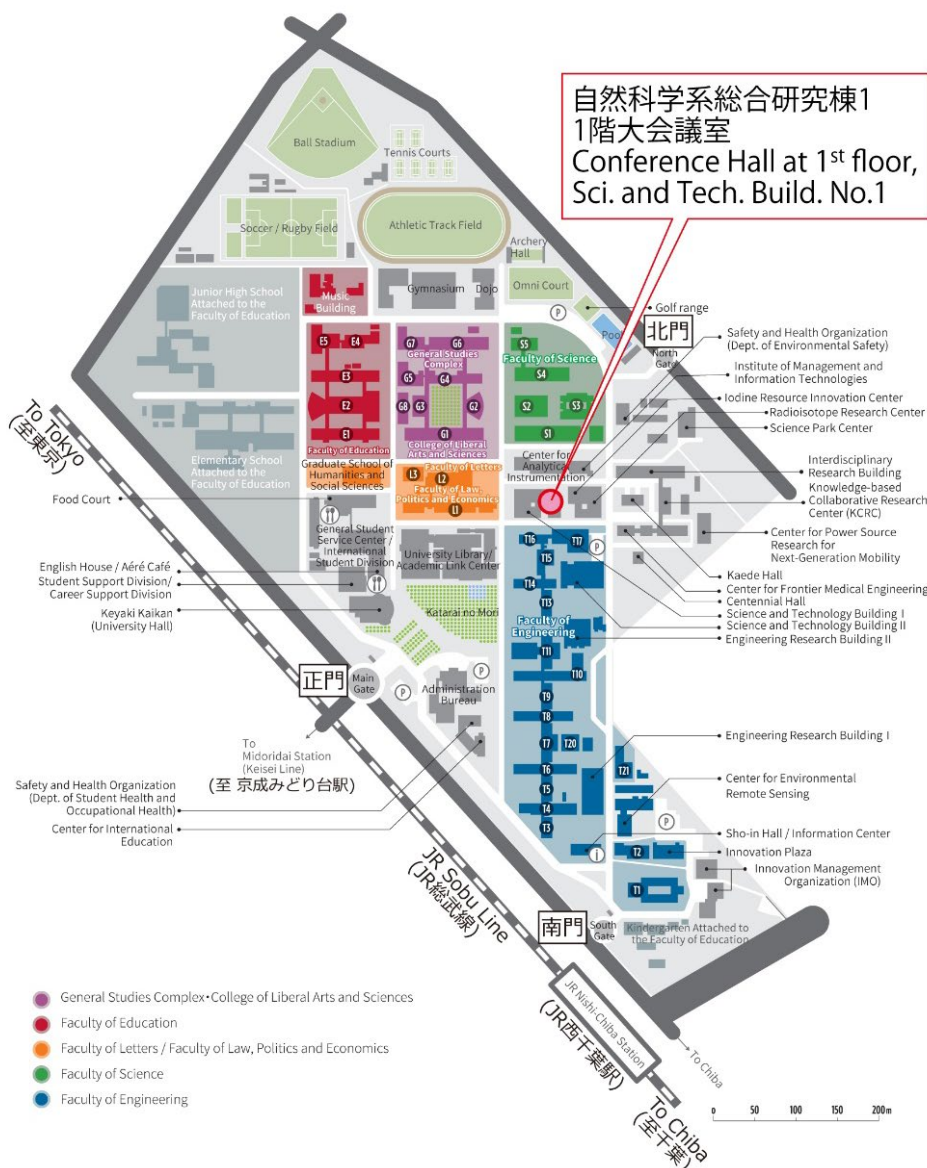 自然科学系総合研究棟1
1階大会議室
Conference Hall at 1st floor,
Sci. and Tech. Build. No.1
Ball Stadium
Tennis Courts
Soccer / Rugby Field
Athletic Track Field
Archery
Hall
Junior High School
Attached to the
Faculty of Education
Music
Building
Gymnasium
Dojo
Omni Court
Golf range
P
Pool
北門
North
Gate
Safety and Health Organization
(Dept. of Environmental Safety)
Institute of Management and
Information Technologies
Iodine Resource Innovation Center
Radioisotope Research Center
Science Park Center
Interdisciplinary
Research Building
Knowledge-based
Collaborative Research
Center (KCRC)
Center for Power Source
Research for
Next-Generation Mobility
Kaede Hall
Center for Frontier Medical Engineering
Centennial Hall
Science and Technology Building I
Science and Technology Building II
Engineering Research Building II
E5
E4
E3
E2
E1
Faculty of Education
G7
G6
General Studies
Complex
G5
G4
G8
G3
G2
G1
College of Liberal
Arts and Sciences
S5
Faculty of Science
S4
S2
S3
S1
Center for
Analytical
Instrumentation
To Tokyo
(至東京)
Elementary School
Attached to the
Faculty of Education
Graduate School of
Humanities and
Social Sciences
L3
Faculty of Letters
L2
Faculty of Law,
Politics and Economics
L1
Food Court
General Student
Service Center /
International
Student Division
University Library/
Academic Link Center
English House / Aéré Café
Student Support Division/
Career Support Division
Keyaki Kaikan
(University Hall)
Katarai no Mori
T16
T17
P
T15
T14
T13
Faculty of
Engineering
T11
T10
T9
T8
T7
T20
T6
T5
T4
T3
T21
T2
T1
正門
Main
Gate
P
P
Administration
Bureau
To
Midoridai Station
(Keisei Line)
(至 京成みどり台駅)
Safety and Health Organization
(Dept. of Student Health and
Occupational Health)
Center for International
Education
Engineering Research Building I
Center for Environmental
Remote Sensing
P
Sho-in Hall / Information Center
i
Innovation Plaza
Innovation Management
Organization (IMO)
JR Sobu Line
(JR総武線)
南門
South
Gate
Kindergarten Attached to
the Faculty of Education
JR Nishi-Chiba Station
(JR西千葉駅)
To Chiba
To Chiba
(至千葉)
General Studies Complex・College of Liberal Arts and Sciences
Faculty of Education
Faculty of Letters / Faculty of Law, Politics and Economics
Faculty of Science
Faculty of Engineering
0 50 100 150 200m